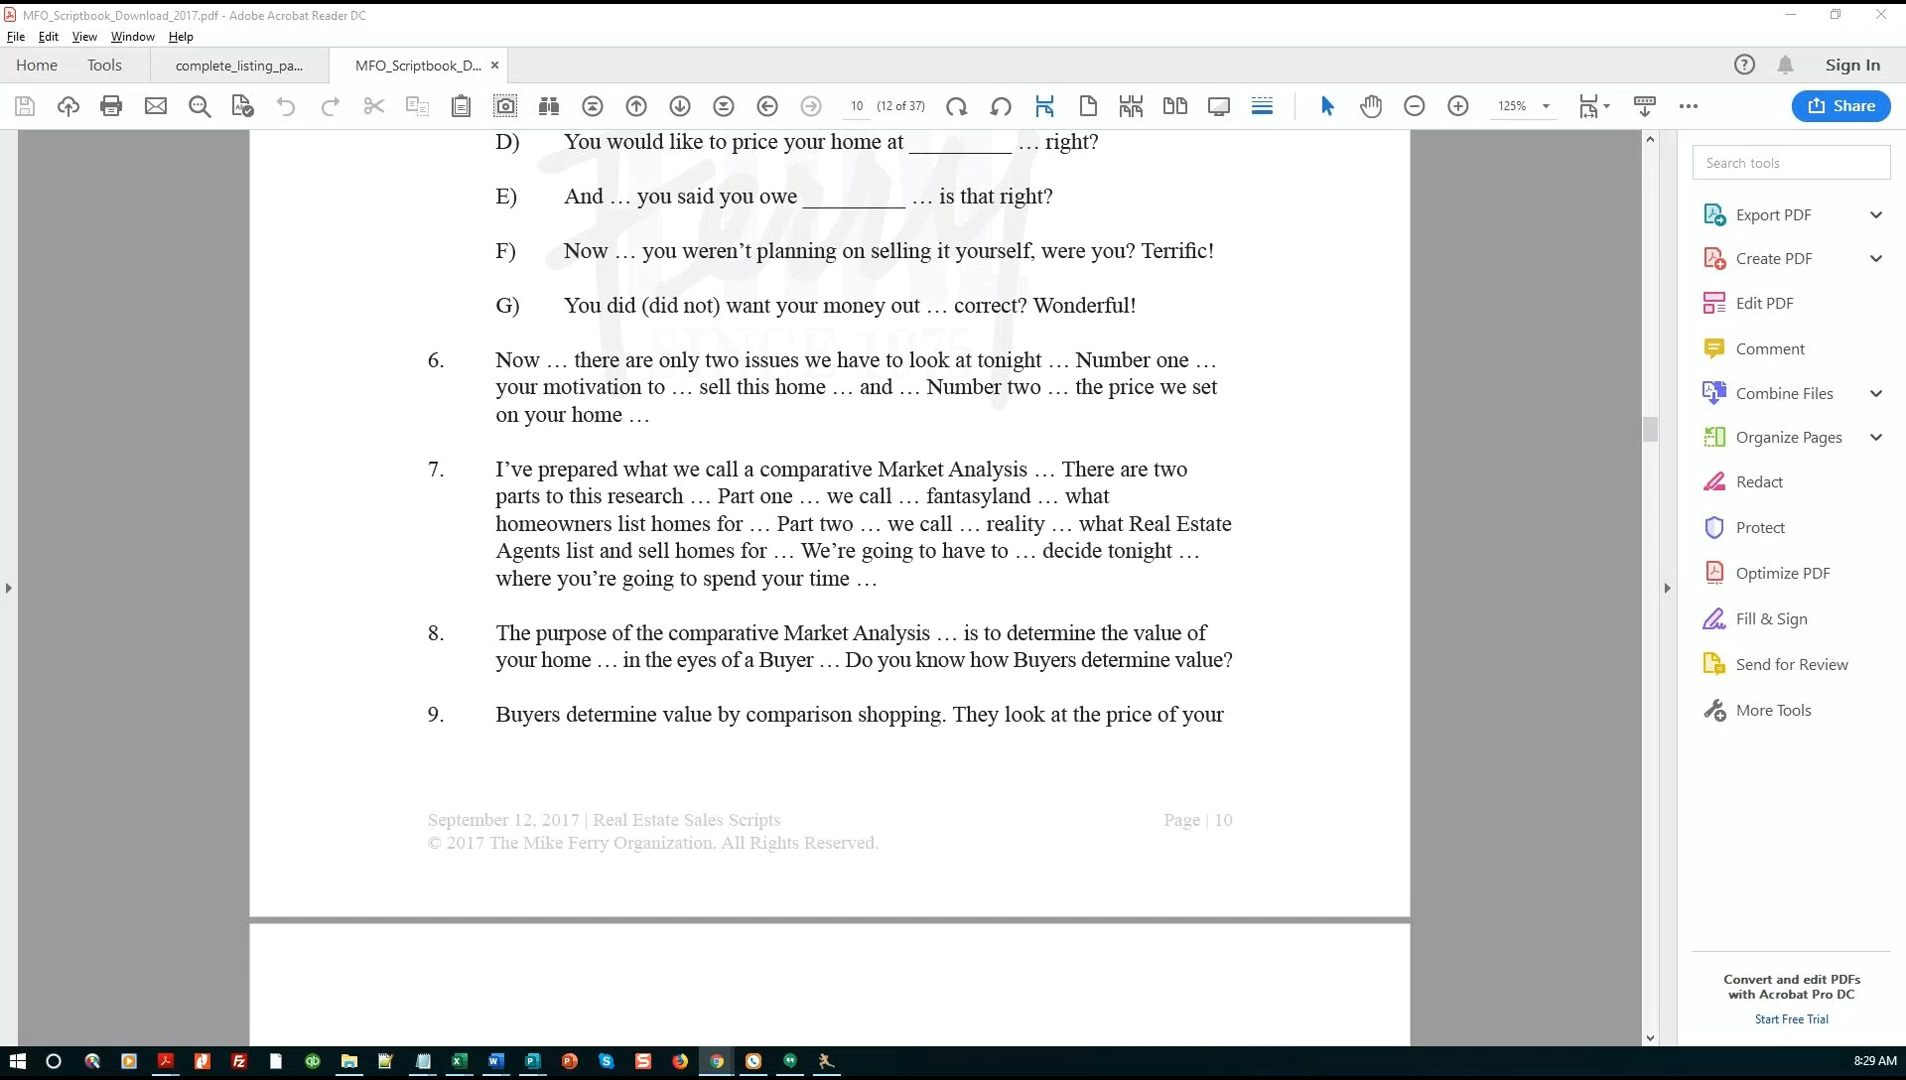 MFO_Scriptbook_Download_2017.pdf - Adobe Acrobat Reader DC
File Edit View Window Help
Home Tools complete_listing_pa... MFO_Scriptbook_D... × Sign In
10 (12 of 37) 125% Share
D) You would like to price your home at _________ … right?
E) And … you said you owe _________ … is that right?
F) Now … you weren’t planning on selling it yourself, were you? Terrific!
G) You did (did not) want your money out … correct? Wonderful!
SINCE 1975
6. Now … there are only two issues we have to look at tonight … Number one …
your motivation to … sell this home … and … Number two … the price we set
on your home …
7. I’ve prepared what we call a comparative Market Analysis … There are two
parts to this research … Part one … we call … fantasyland … what
homeowners list homes for … Part two … we call … reality … what Real Estate
Agents list and sell homes for … We’re going to have to … decide tonight …
where you’re going to spend your time …
8. The purpose of the comparative Market Analysis … is to determine the value of
your home … in the eyes of a Buyer … Do you know how Buyers determine value?
9. Buyers determine value by comparison shopping. They look at the price of your
September 12, 2017 | Real Estate Sales Scripts Page | 10
© 2017 The Mike Ferry Organization. All Rights Reserved.
Search tools
Export PDF
Create PDF
Edit PDF
Comment
Combine Files
Organize Pages
Redact
Protect
Optimize PDF
Fill & Sign
Send for Review
More Tools
Convert and edit PDFs
with Acrobat Pro DC
Start Free Trial
8:29 AM